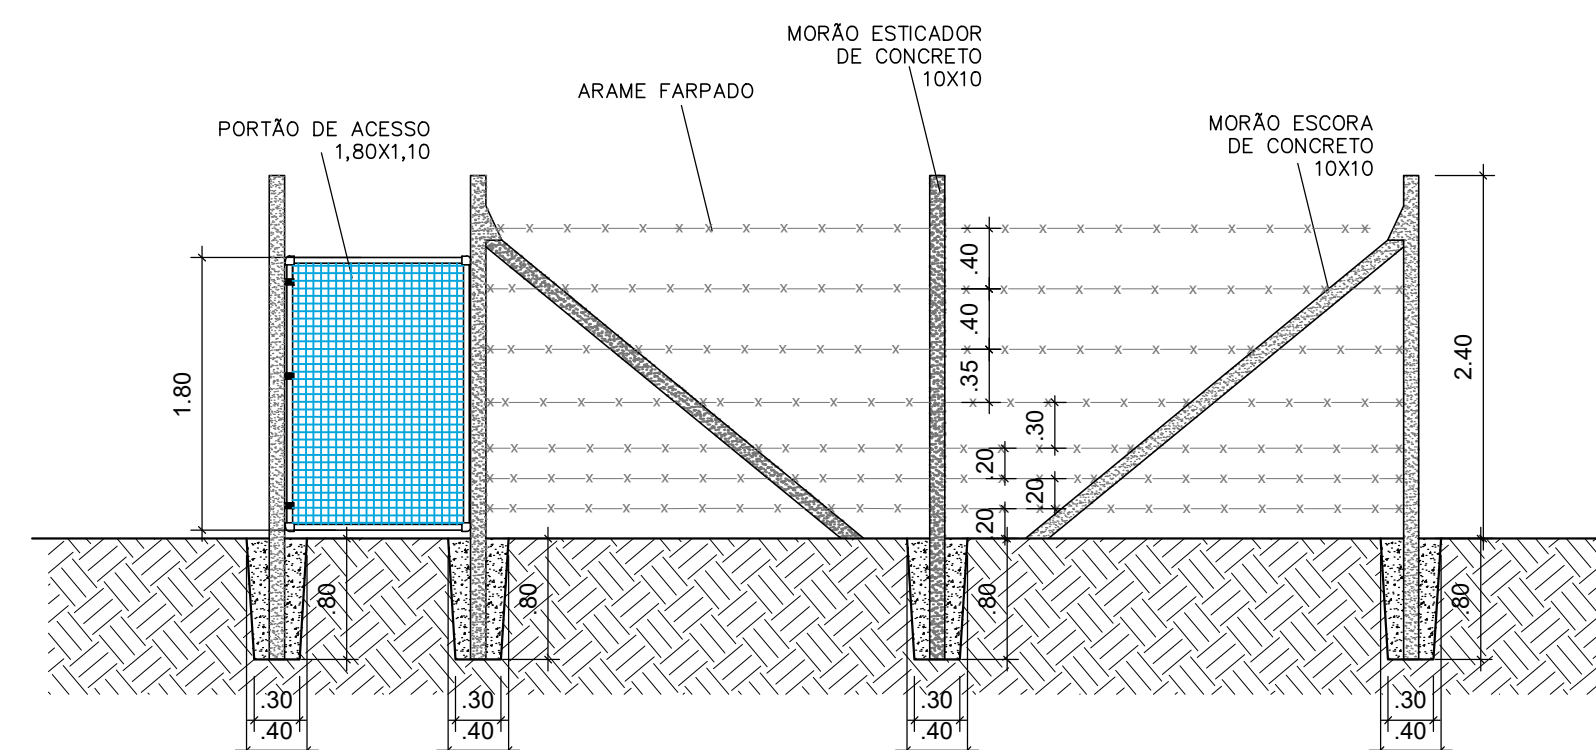 MORÃO ESTICADOR
DE CONCRETO
10X10
ARAME FARPADO
PORTÃO DE ACESSO
1,80X1,10
MORÃO ESCORA
DE CONCRETO
10X10
1.80
.40
.40
.35
.30
.20
.20
.20
2.40
.80
.80
.80
.80
.30
.40
.30
.40
.30
.40
.30
.40